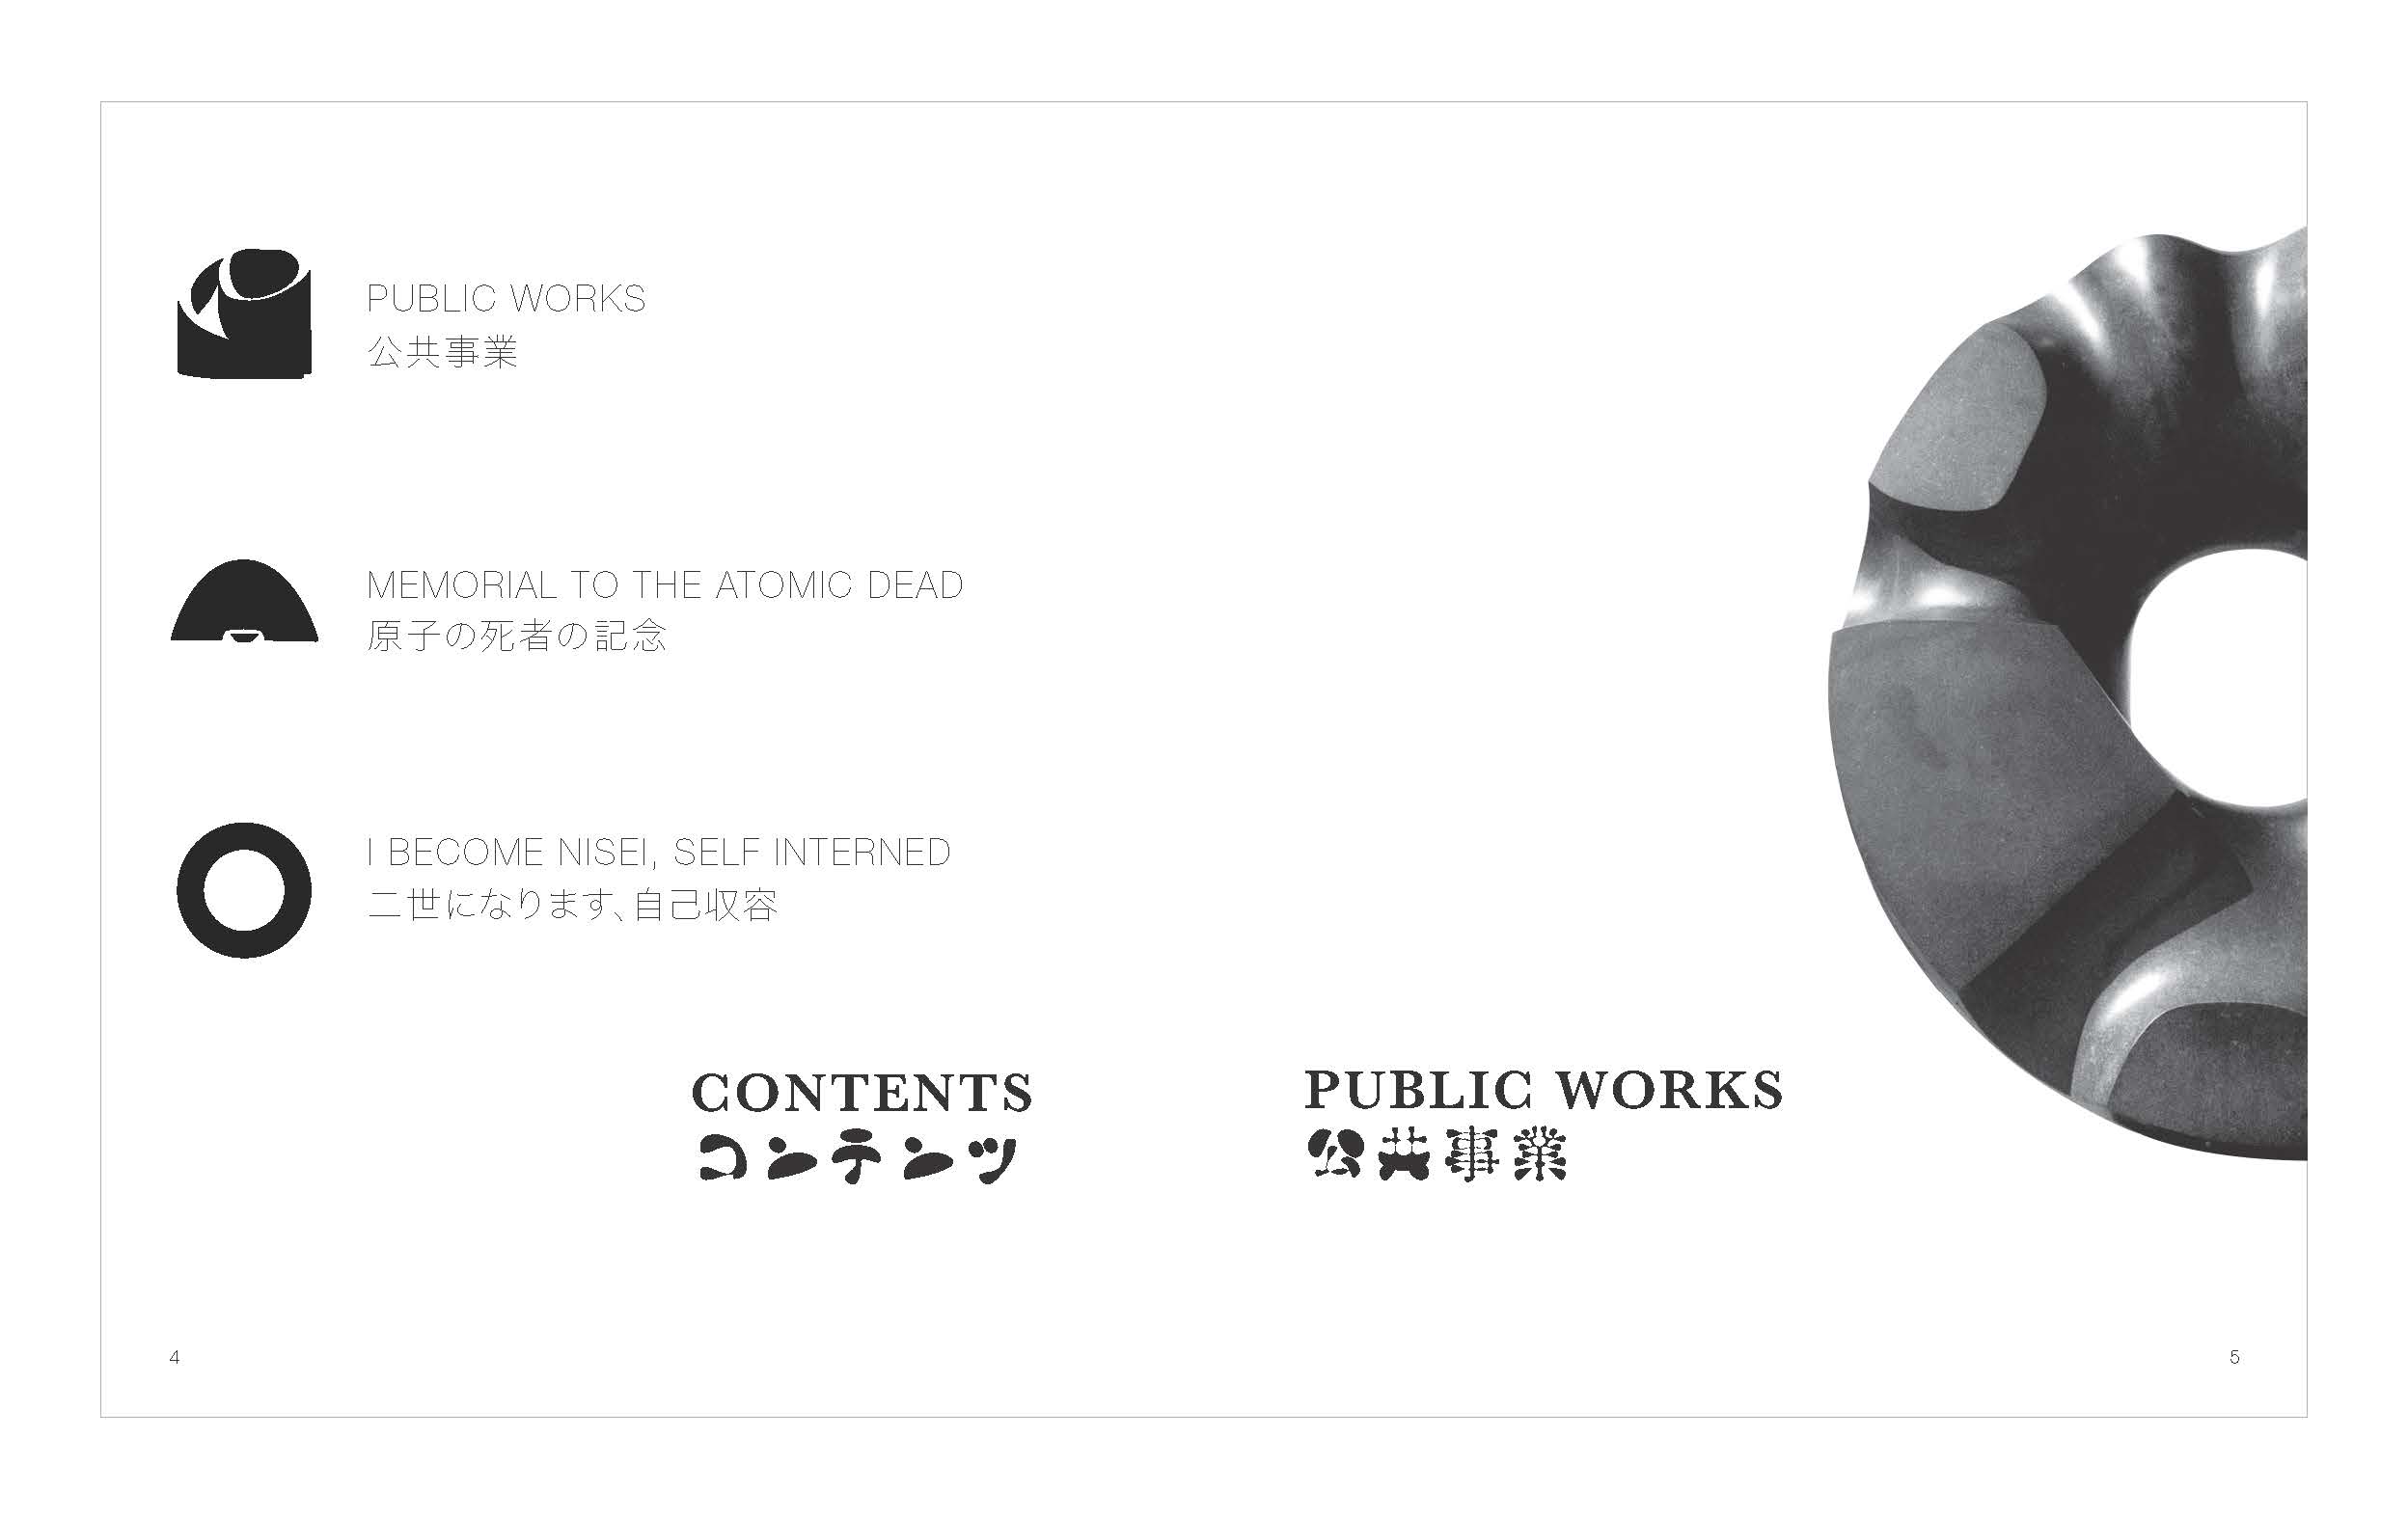 PUBLIC WORKS
公共事業
MEMORIAL TO THE ATOMIC DEAD
原子の死者の記念
I BECOME NISEI, SELF INTERNED
二世になります、自己収容
CONTENTS
コンテンツ
4
PUBLIC WORKS
公共事業
5